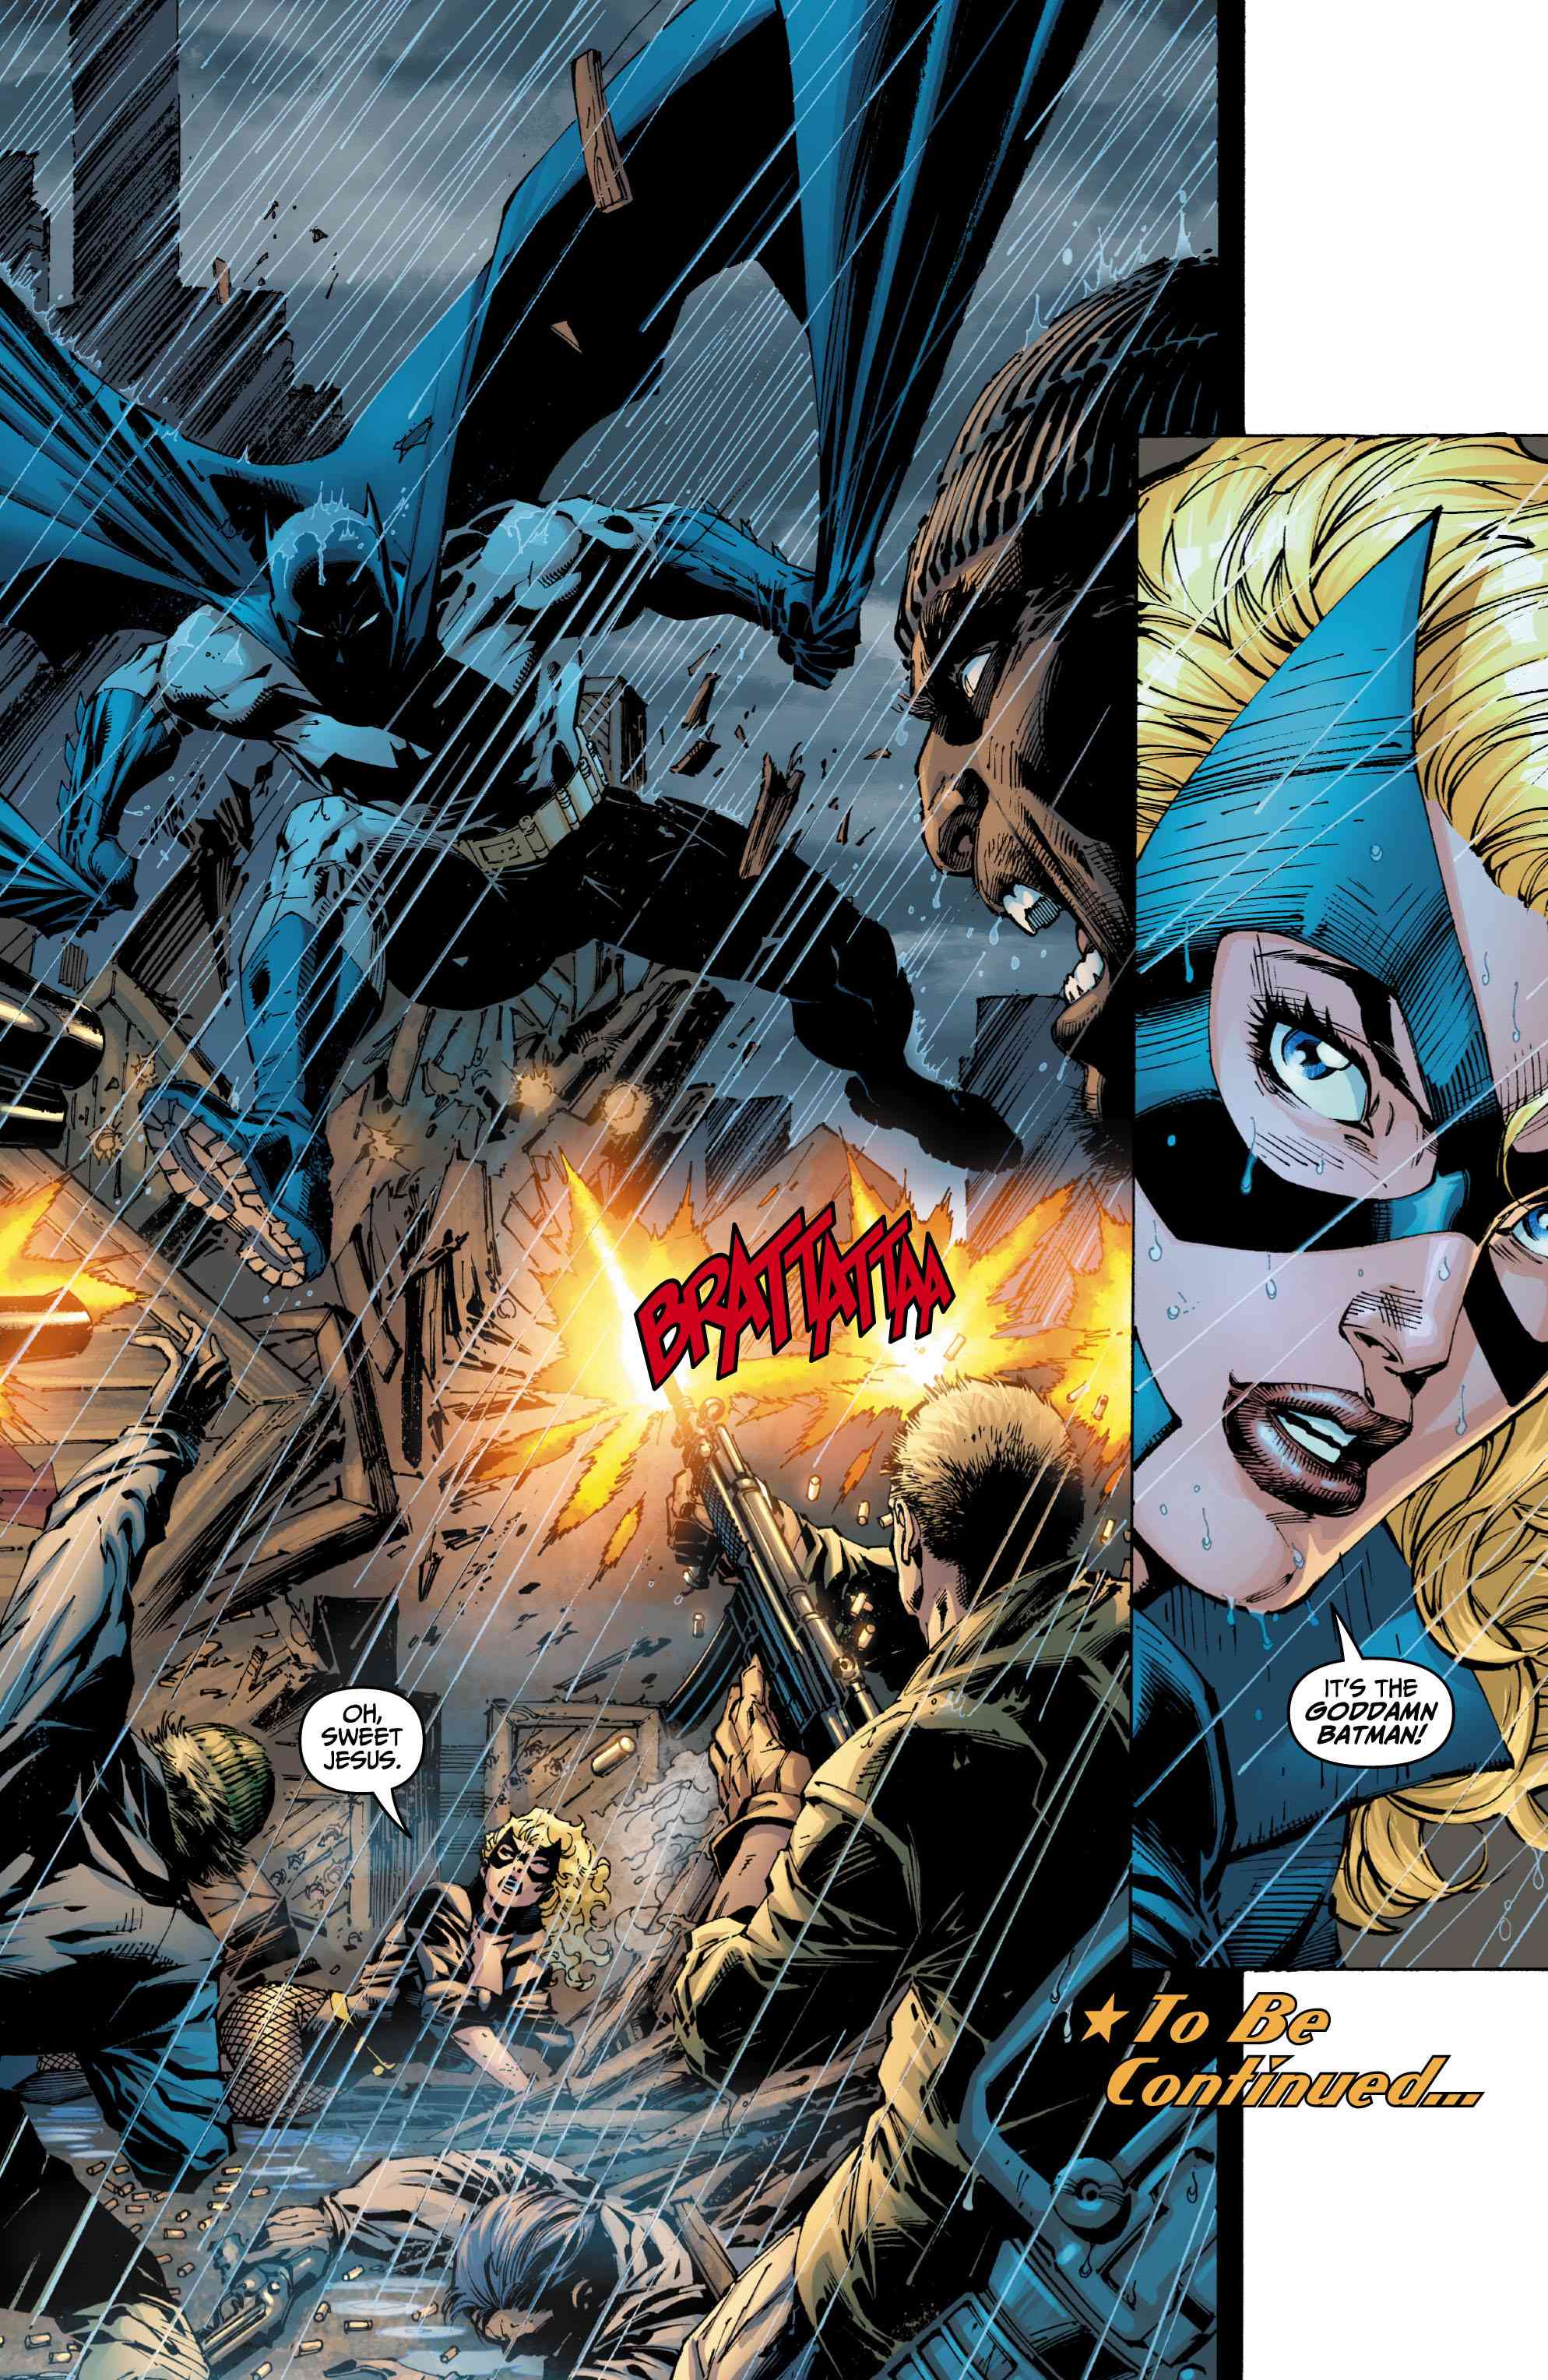 BRATTATTAA
OH,
SWEET
JESUS.
IT'S THE
GODDAMN
BATMAN!
★ To Be
Continued...